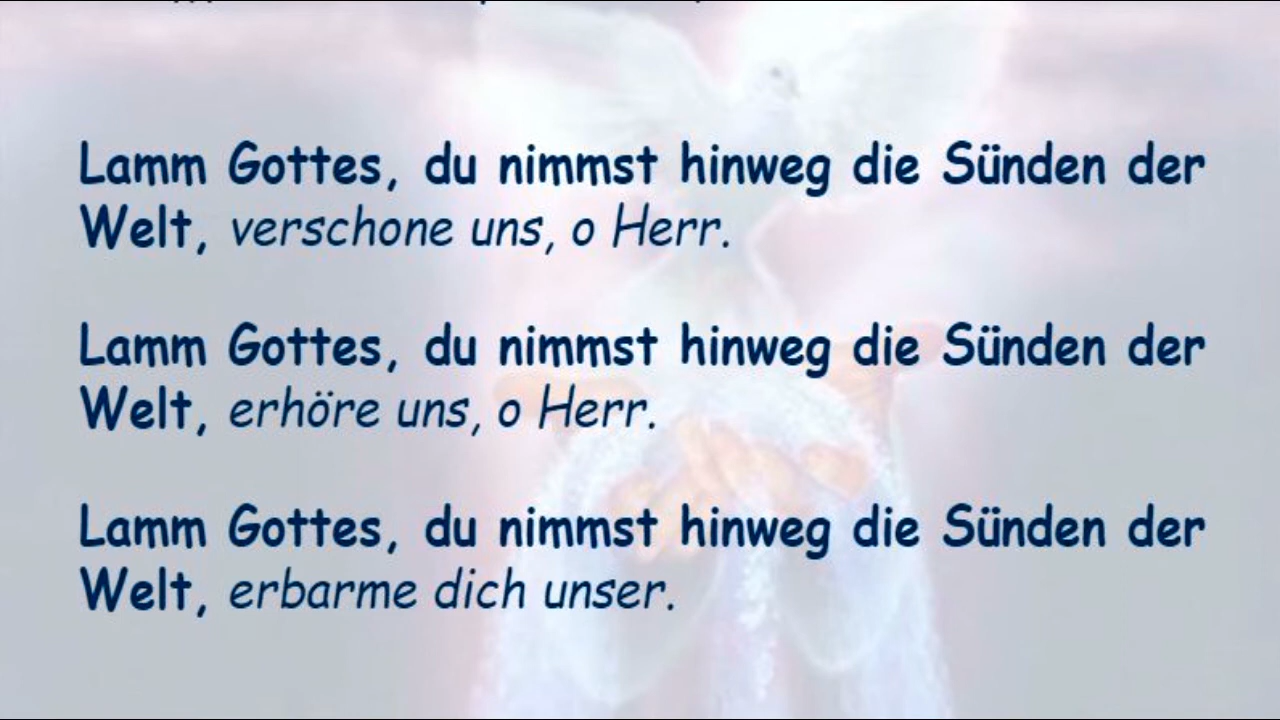 Lamm Gottes, du nimmst hinweg die Sünden der
Welt, verschone uns, o Herr.
Lamm Gottes, du nimmst hinweg die Sünden der
Welt, erhöre uns, o Herr.
Lamm Gottes, du nimmst hinweg die Sünden der
Welt, erbarme dich unser.